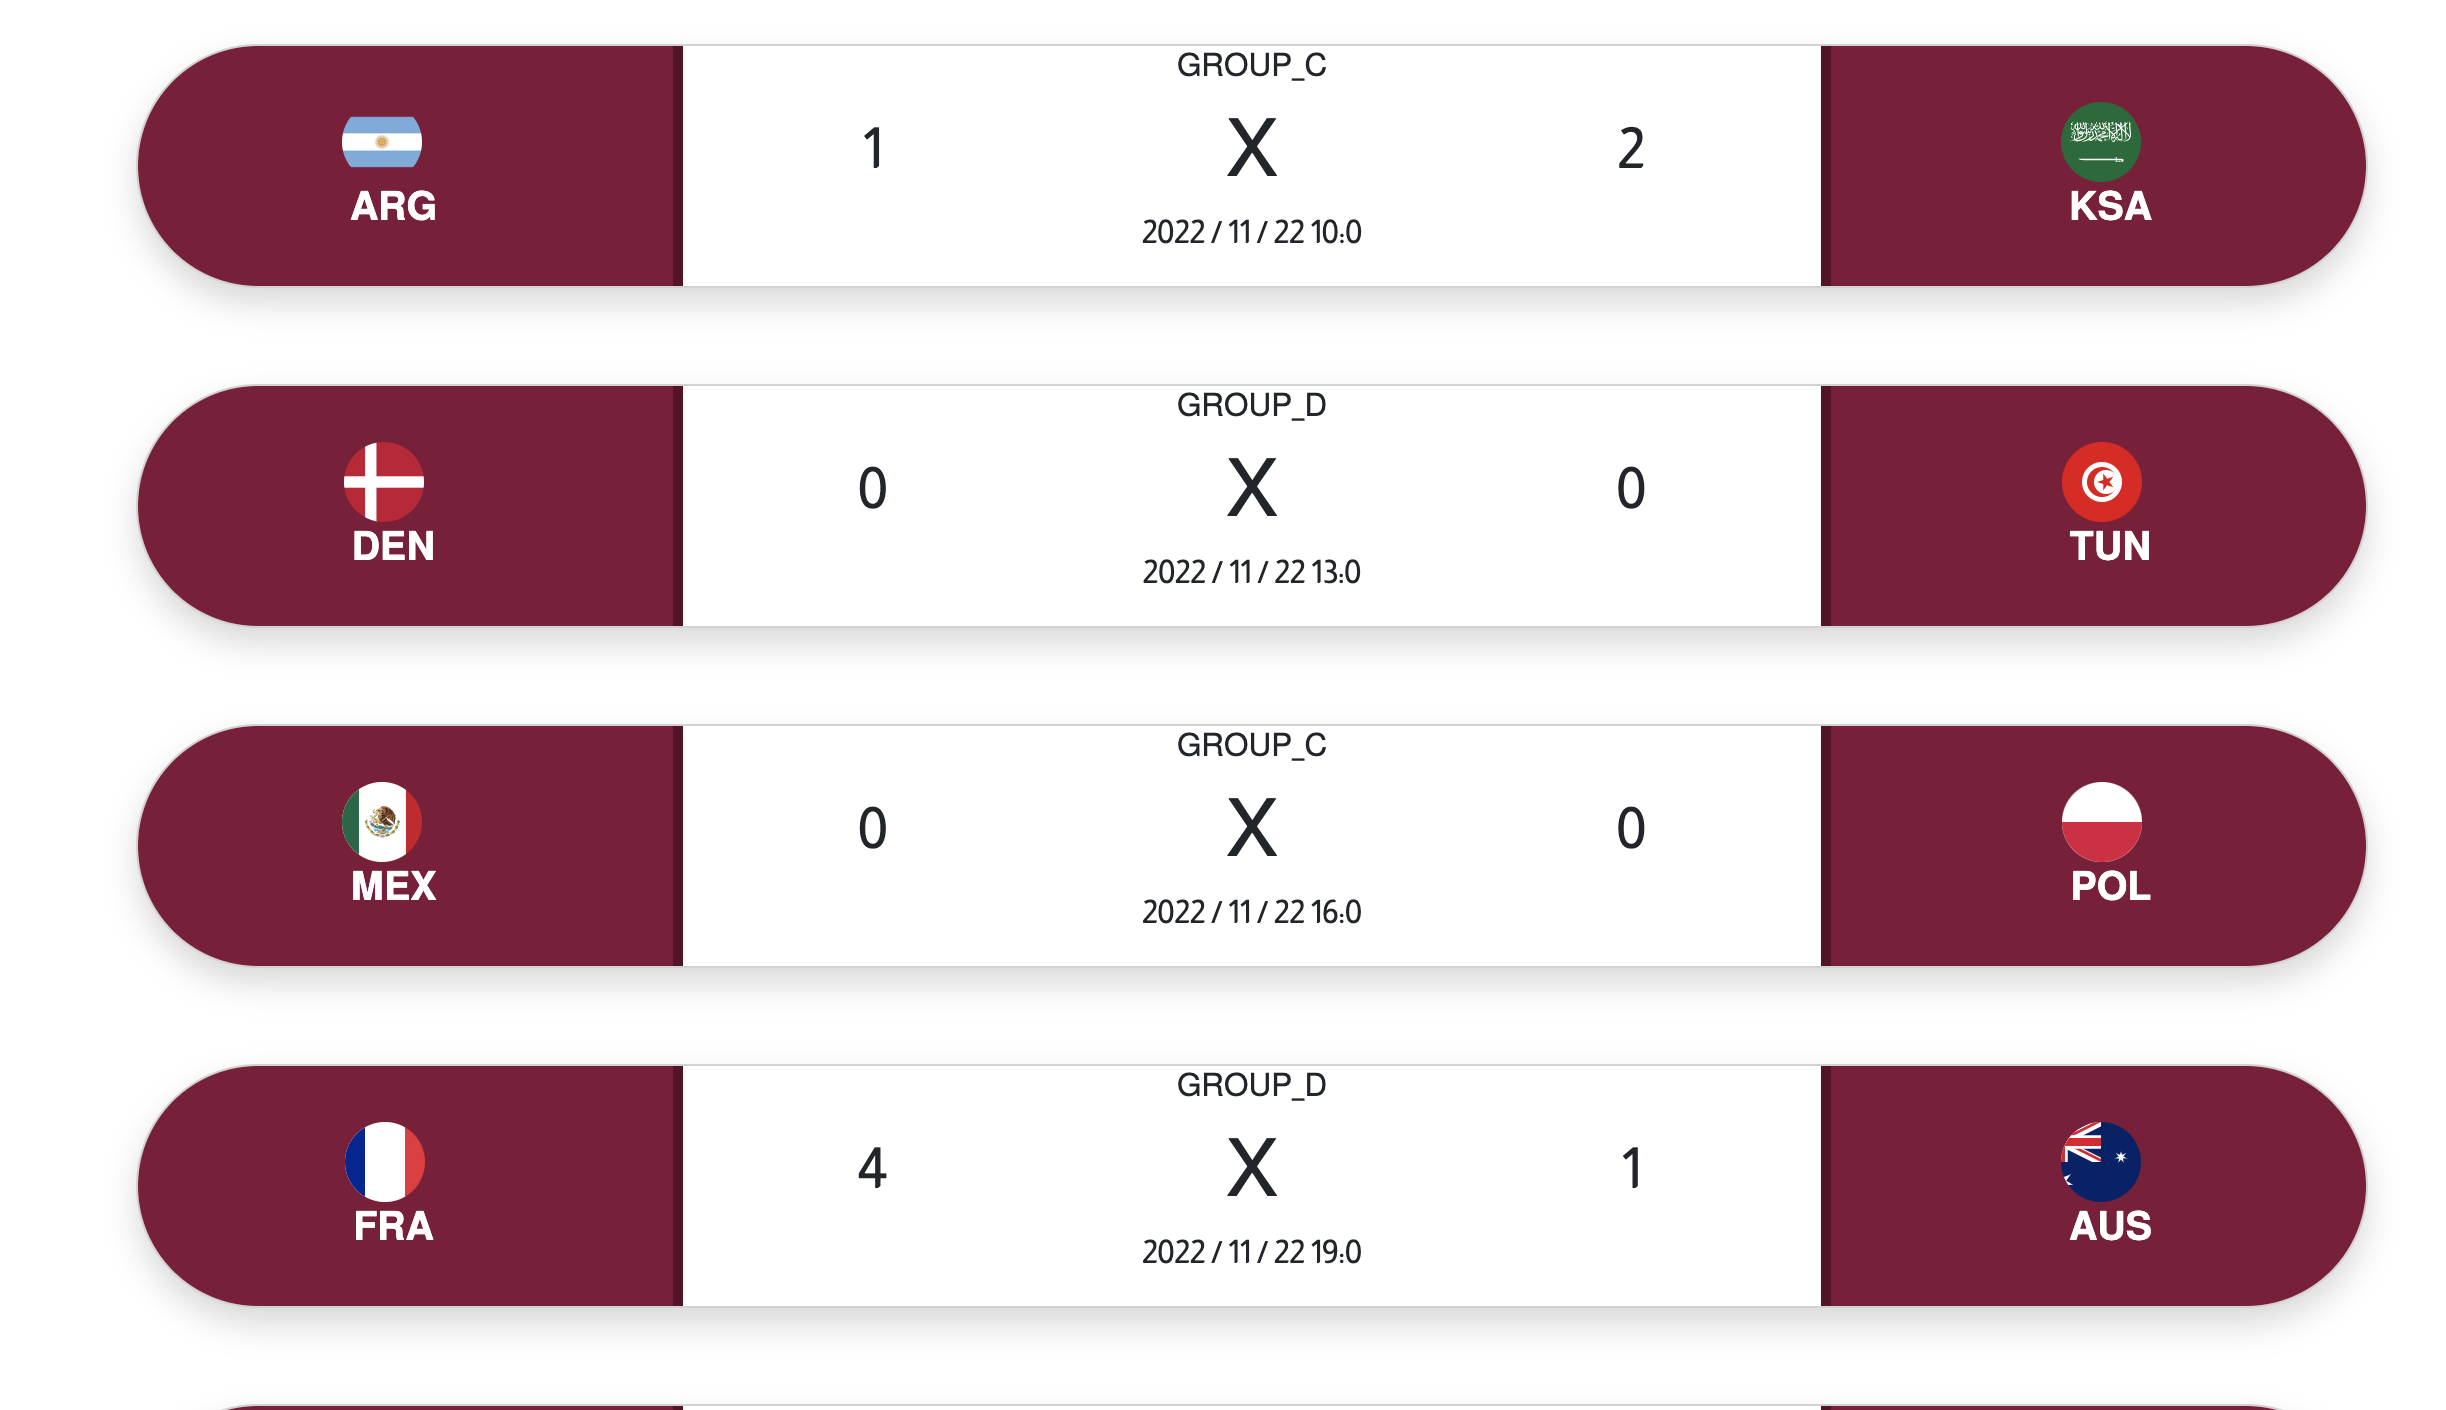 GROUP_C
1 X 2
ARG KSA
2022 / 11 / 22 10:0
GROUP_D
0 X 0
DEN TUN
2022 / 11 / 22 13:0
GROUP_C
0 X 0
MEX POL
2022 / 11 / 22 16:0
GROUP_D
4 X 1
FRA AUS
2022 / 11 / 22 19:0